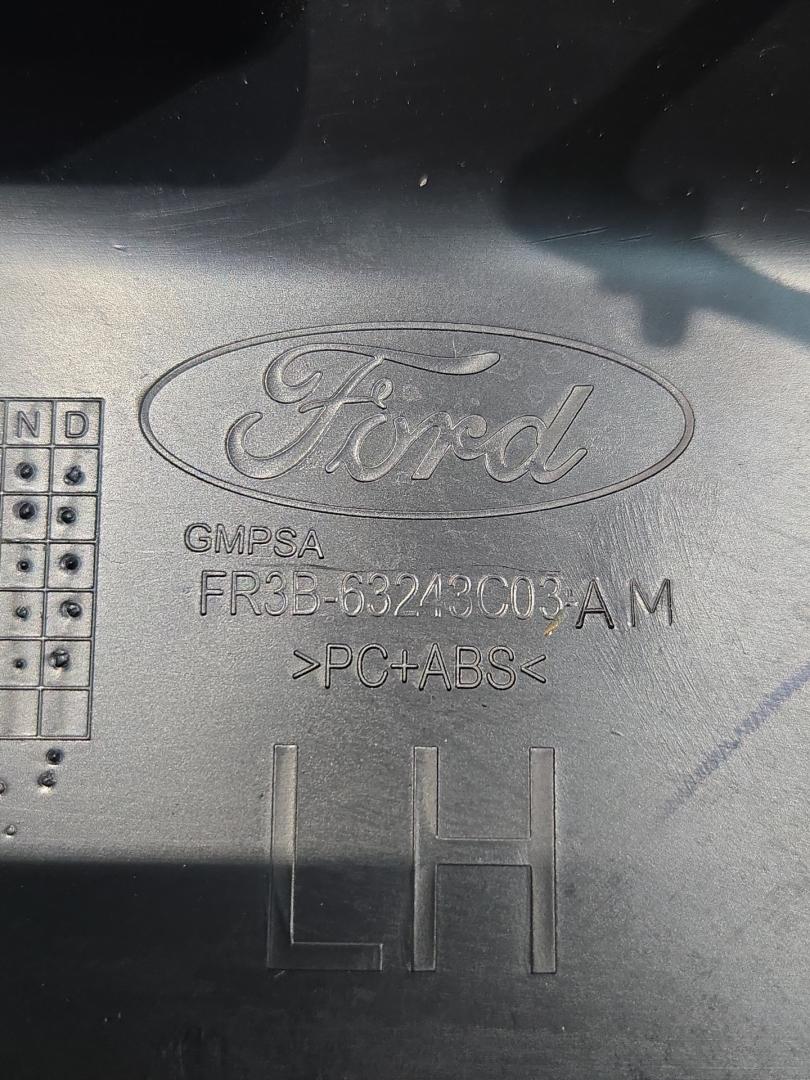 N D
Ford
GMPSA
FR3B-63243C03-AM
>PC+ABS<
LH